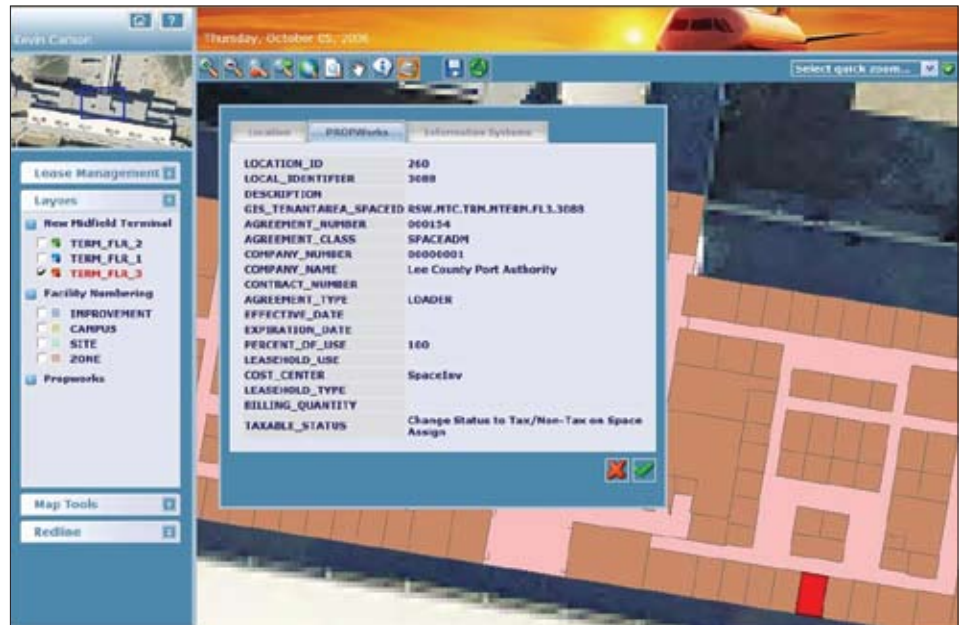 Kevin Carson
?
Thursday, October 05, 2006
Select quick zoom...
Lease Management
Layers
New Midfield Terminal
TERM_FLR_2
TERM_FLR_1
TERM_FLR_3
Facility Numbering
IMPROVEMENT
CAMPUS
SITE
ZONE
Propworks
Map Tools
Redline
Location PROPWorks Information Systems
LOCATION_ID 260
LOCAL_IDENTIFIER 3088
DESCRIPTION
GIS_TENANTAREA_SPACEID RSW.MTC.TRM.MTERM.FL3.3088
AGREEMENT_NUMBER 000154
AGREEMENT_CLASS SPACEADM
COMPANY_NUMBER 00000001
COMPANY_NAME Lee County Port Authority
CONTRACT_NUMBER
AGREEMENT_TYPE LOADER
EFFECTIVE_DATE
EXPIRATION_DATE
PERCENT_OF_USE 100
LEASEHOLD_USE
COST_CENTER SpaceInv
LEASEHOLD_TYPE
BILLING_QUANTITY
TAXABLE_STATUS Change Status to Tax/Non-Tax on Space
Assign